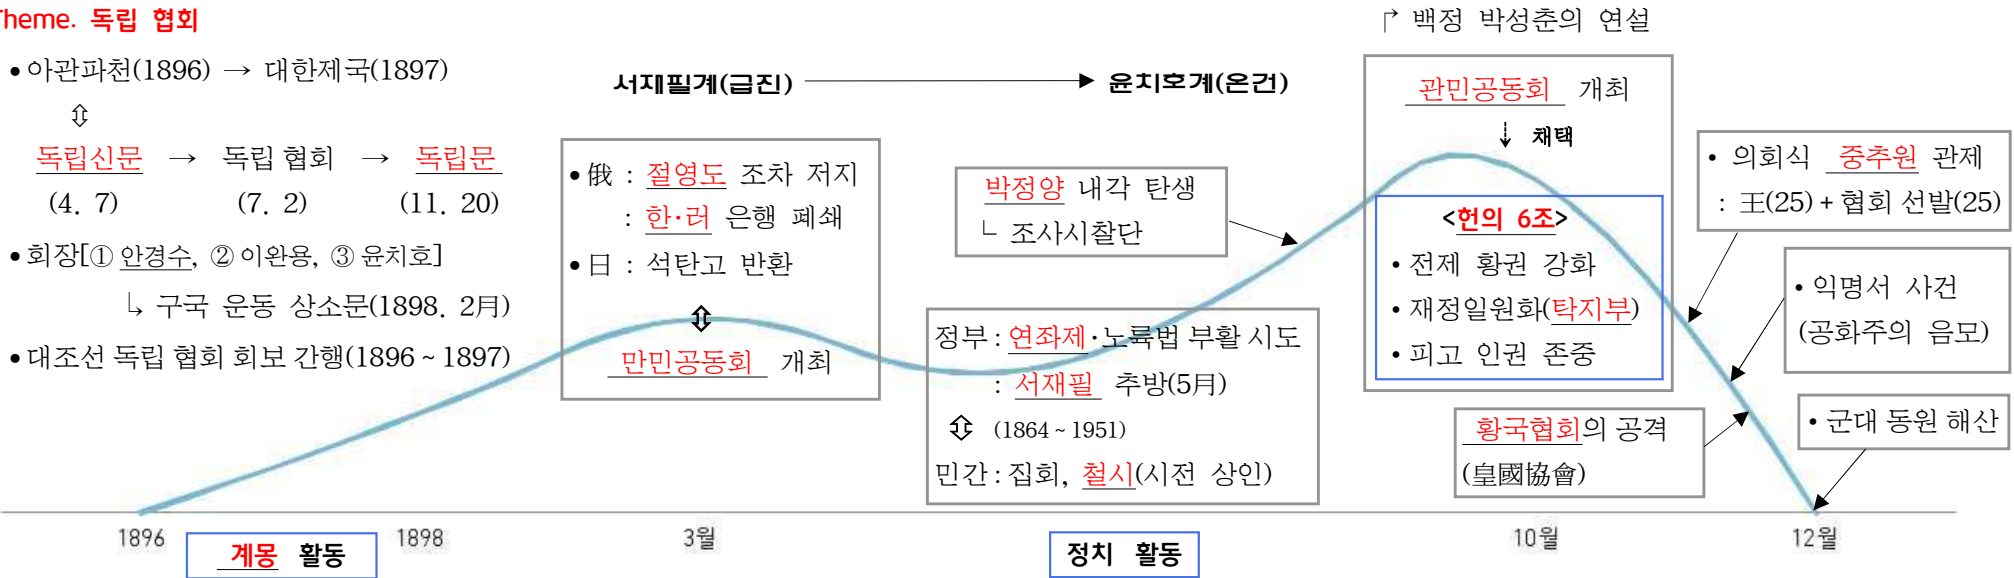 Theme. 독립 협회
• 아관파천(1896) → 대한제국(1897)
⇕
독립신문 → 독립 협회 → 독립문
(4. 7) (7. 2) (11. 20)
• 회장[① 안경수, ② 이완용, ③ 윤치호]
↳ 구국 운동 상소문(1898. 2月)
• 대조선 독립 협회 회보 간행(1896 ~ 1897)
서재필계(급진) → 윤치호계(온건)
• 俄 : 절영도 조차 저지
: 한·러 은행 폐쇄
• 日 : 석탄고 반환
⇕
만민공동회 개최
박정양 내각 탄생
└ 조사시찰단
정부 : 연좌제·노륙법 부활 시도
: 서재필 추방(5月)
⇕ (1864 ~ 1951)
민간 : 집회, 철시(시전 상인)
┌→ 백정 박성춘의 연설
관민공동회 개최
↓ 채택
<헌의 6조>
• 전제 황권 강화
• 재정일원화(탁지부)
• 피고 인권 존중
• 의회식 중추원 관제
: 王(25) + 협회 선발(25)
• 익명서 사건
(공화주의 음모)
황국협회의 공격
(皇國協會)
• 군대 동원 해산
1896 1898 3월 10월 12월
계몽 활동 정치 활동